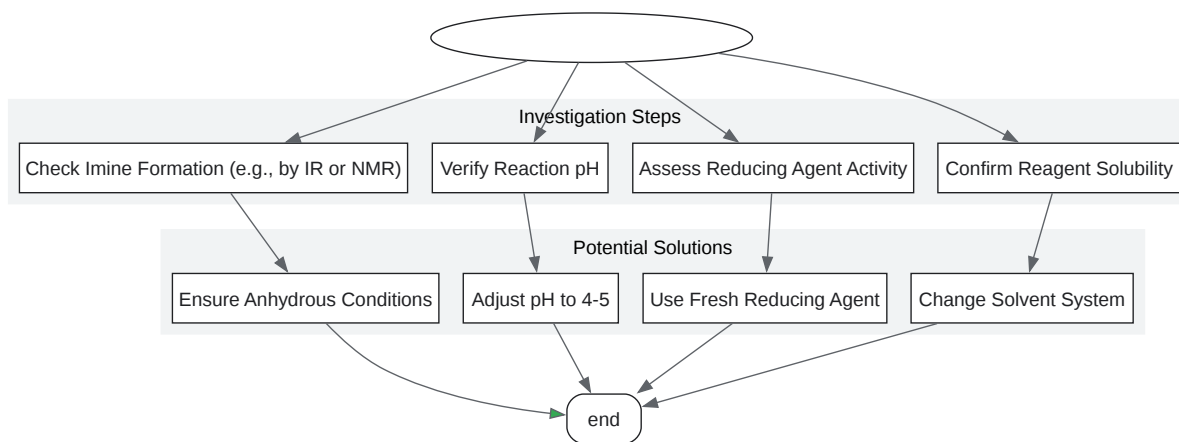 Investigation Steps
Check Imine Formation (e.g., by IR or NMR)
Verify Reaction pH
Assess Reducing Agent Activity
Confirm Reagent Solubility
Potential Solutions
Ensure Anhydrous Conditions
Adjust pH to 4-5
Use Fresh Reducing Agent
Change Solvent System
end